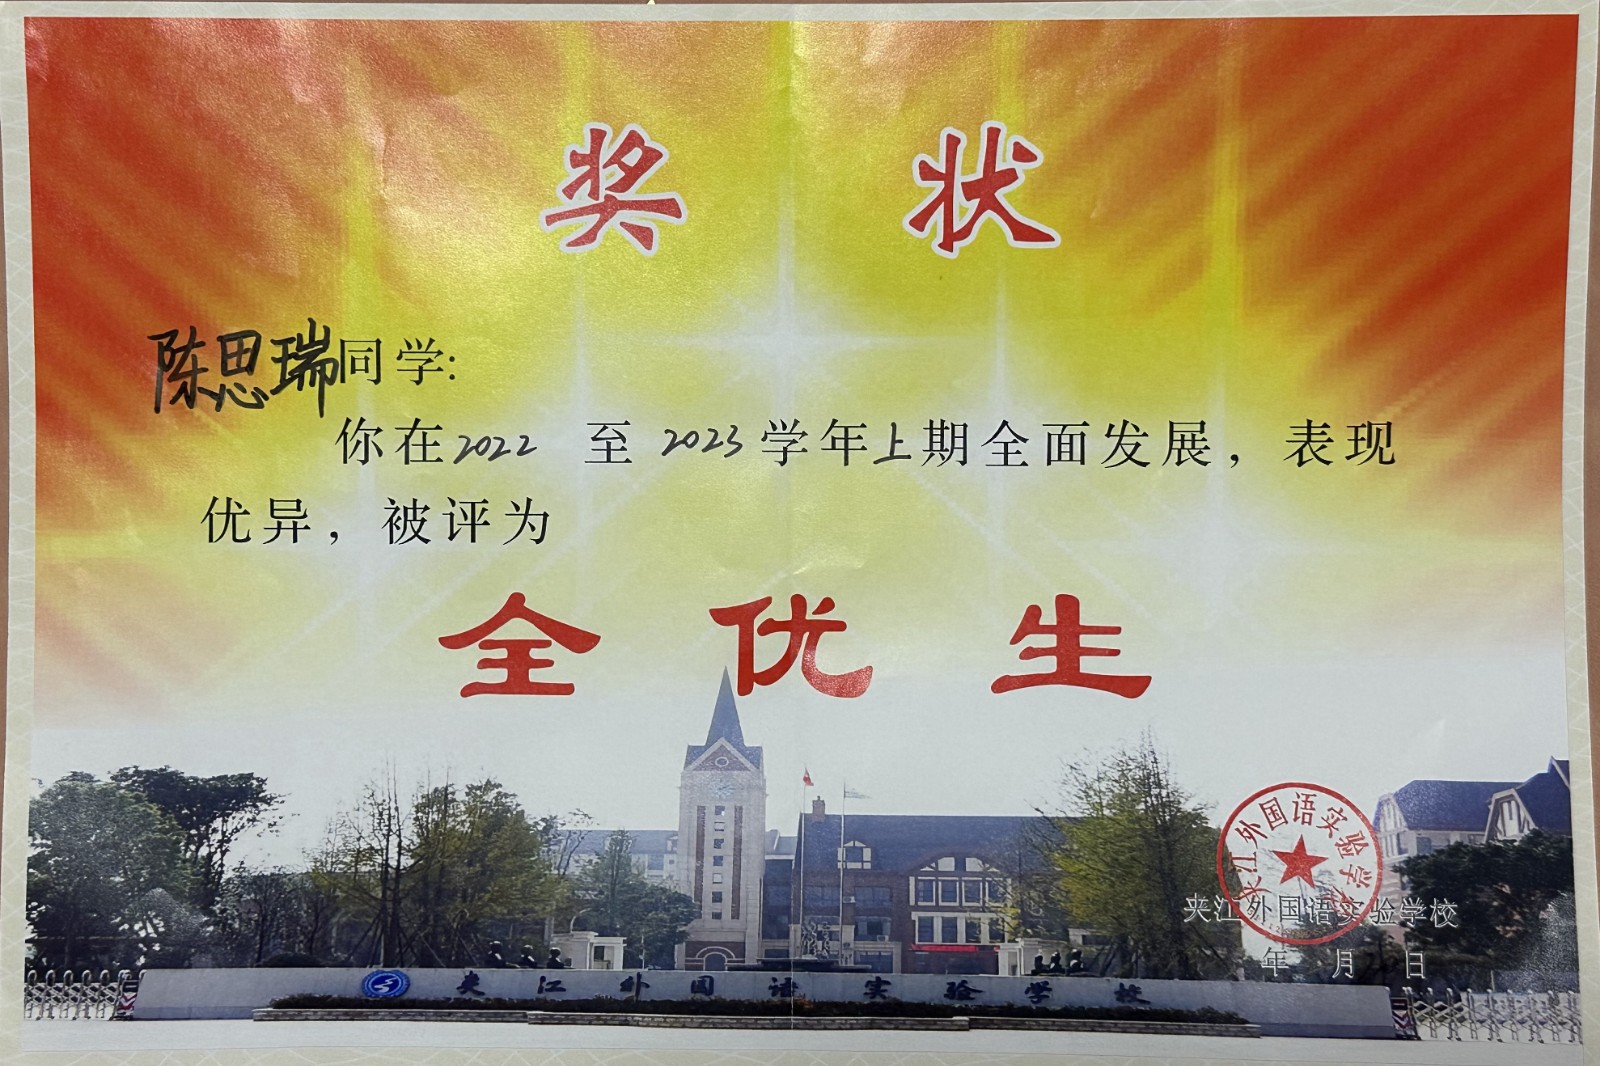 奖状
陈思瑞同学:
你在2022 至 2023学年上期全面发展，表现
优异，被评为
全优生
夹江外国语实验学校
夹江外国语实验学校
年 月 日
夹江外国语实验学校